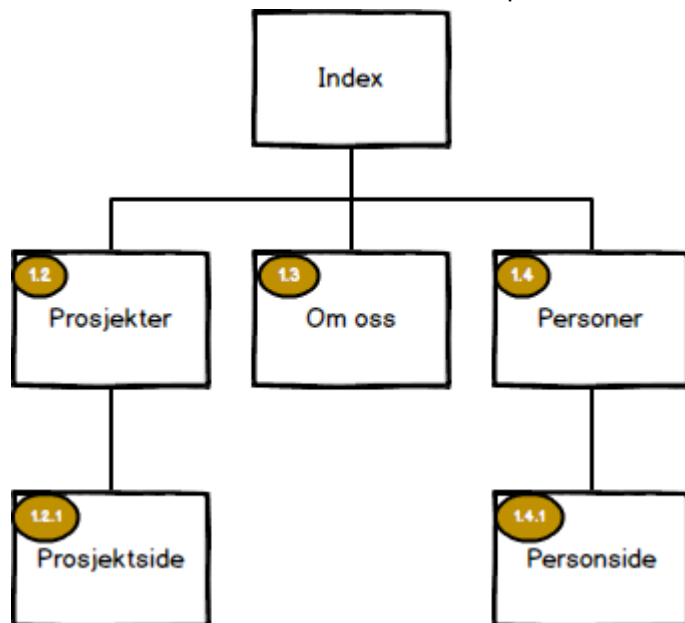 Index
1.2
Prosjekter
1.3
Om oss
1.4
Personer
1.2.1
Prosjektside
1.4.1
Personside